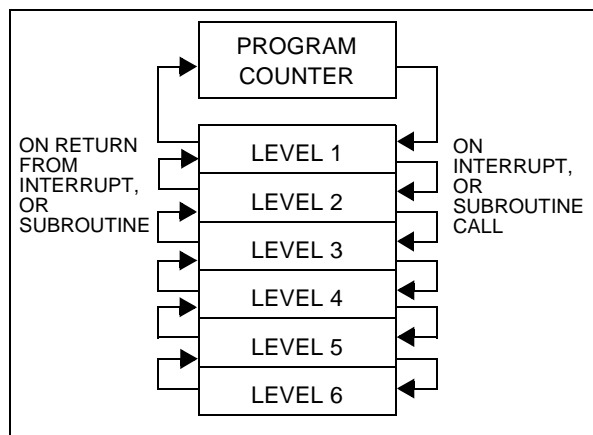 PROGRAM
COUNTER
ON RETURN
FROM
INTERRUPT,
OR
SUBROUTINE
LEVEL 1
LEVEL 2
LEVEL 3
LEVEL 4
LEVEL 5
LEVEL 6
ON
INTERRUPT,
OR
SUBROUTINE
CALL